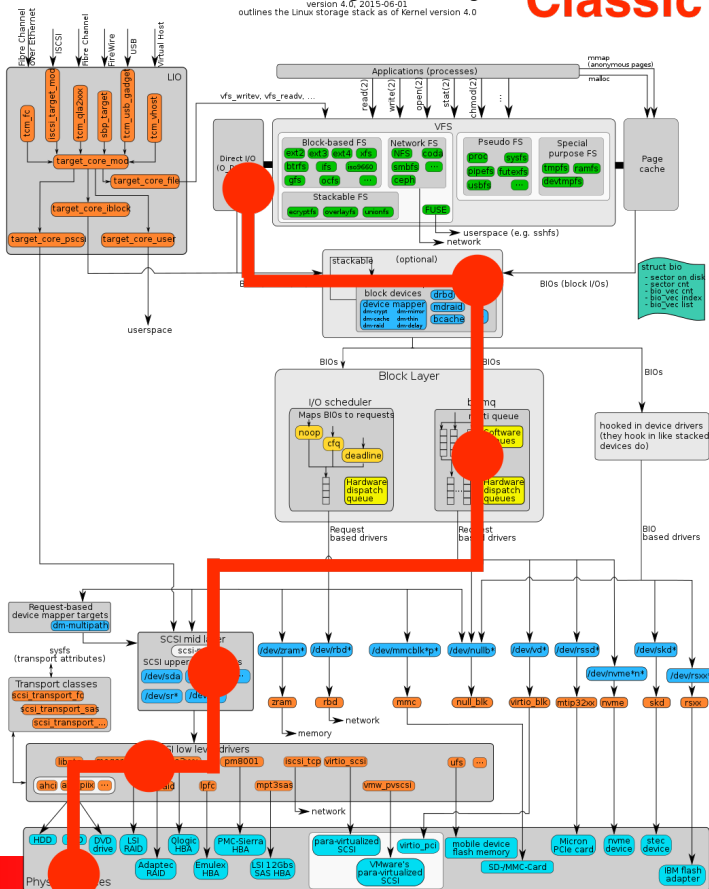 Classic
version 4.0, 2015-06-01
outlines the Linux storage stack as of Kernel version 4.0
Fibre Channel
over Ethernet
ISCSI
Fibre Channel
FireWire
USB
Virtual Host
LIO
tcm_fc
iscsi_target_mod
tcm_qla2xxx
sbp_target
tcm_usb_gadget
tcm_vhost
target_core_mod
target_core_file
target_core_iblock
target_core_pscsi
target_core_user
userspace
vfs_writev, vfs_readv, ...
Applications (processes)
read(2)
write(2)
open(2)
stat(2)
chmod(2)
...
mmap
(anonymous pages)
malloc
VFS
Direct I/O
Block-based FS
ext2 ext3 ext4 xfs
btrfs ifs iso9660
gfs ocfs ...
Network FS
NFS coda
smbfs ...
ceph
Pseudo FS
proc sysfs
pipefs futexfs
usbfs ...
Special
purpose FS
tmpfs ramfs
devtmpfs
Stackable FS
ecryptfs overlayfs unionfs
FUSE
userspace (e.g. sshfs)
network
Page
cache
stackable
(optional)
block devices
device mapper
dm-crypt dm-mirror
dm-cache dm-thin
dm-raid dm-delay
drbd
mdraid
bcache
BIOs (block I/Os)
struct bio
- sector on disk
- sector cnt
- bio_vec cnt
- bio_vec index
- bio_vec list
BIOs
BIOs
BIOs
Block Layer
I/O scheduler
Maps BIOs to requests
noop
cfq
deadline
Hardware
dispatch
queue
multi queue
Software
queues
Hardware
dispatch
queues
hooked in device drivers
(they hook in like stacked
devices do)
Request
based drivers
Request
based drivers
BIO
based drivers
Request-based
device mapper targets
dm-multipath
sysfs
(transport attributes)
Transport classes
scsi_transport_fc
scsi_transport_sas
scsi_transport_...
SCSI mid layer
SCSI upper
/dev/sda
...
/dev/sr*
/dev/zram*
/dev/rbd*
/dev/mmcblk*p*
/dev/nullb*
/dev/vd*
/dev/rssd*
/dev/skd*
/dev/nvme*n*
/dev/rsxx*
zram
rbd
mmc
null_blk
virtio_blk
mtip32xx
nvme
skd
rsxx
network
memory
low level drivers
pm8001
iscsi_tcp
virtio_scsi
ufs
...
ahci
...
lpfc
mpt3sas
vmw_pvscsi
network
HDD
DVD
drive
LSI
RAID
Qlogic
HBA
PMC-Sierra
HBA
para-virtualized
SCSI
virtio_pci
mobile device
flash memory
Micron
PCIe card
nvme
device
stec
device
Adaptec
RAID
Emulex
HBA
LSI 12Gbs
SAS HBA
VMware's
para-virtualized
SCSI
SD-/MMC-Card
IBM flash
adapter